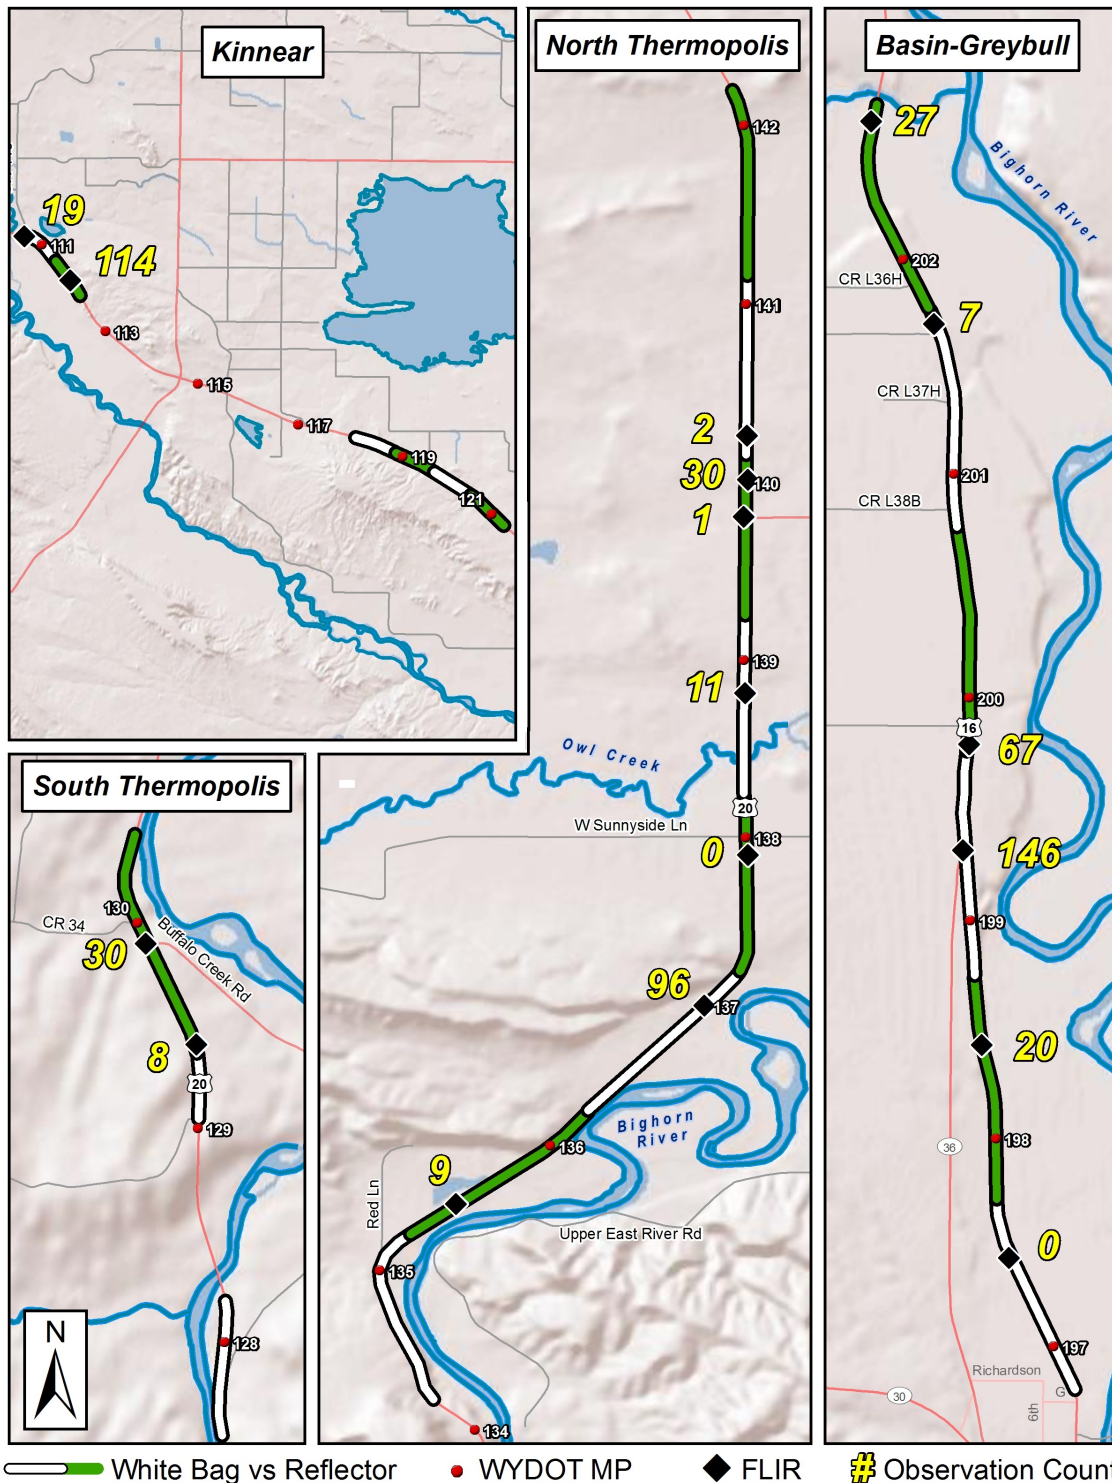 Kinnear
19
111
114
113
115
117
119
121
North Thermopolis
142
141
2
30
140
1
139
11
Owl Creek
20
W Sunnyside Ln
138
0
96
137
Bighorn
River
136
9
Red Ln
Upper East River Rd
135
134
Basin-Greybull
27
Bighorn River
202
CR L36H
7
CR L37H
201
CR L38B
200
16
67
146
199
20
198
36
0
197
Richardson
30
6th
G
South Thermopolis
130
CR 34
Buffalo Creek Rd
30
8
20
129
N
128
White Bag vs Reflector
WYDOT MP
FLIR
# Observation Coun